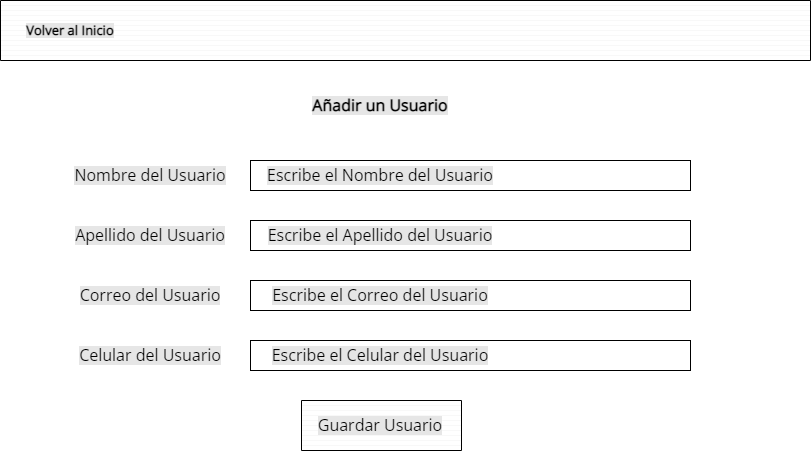 Volver al Inicio
Añadir un Usuario
Nombre del Usuario Escribe el Nombre del Usuario
Apellido del Usuario Escribe el Apellido del Usuario
Correo del Usuario Escribe el Correo del Usuario
Celular del Usuario Escribe el Celular del Usuario
Guardar Usuario